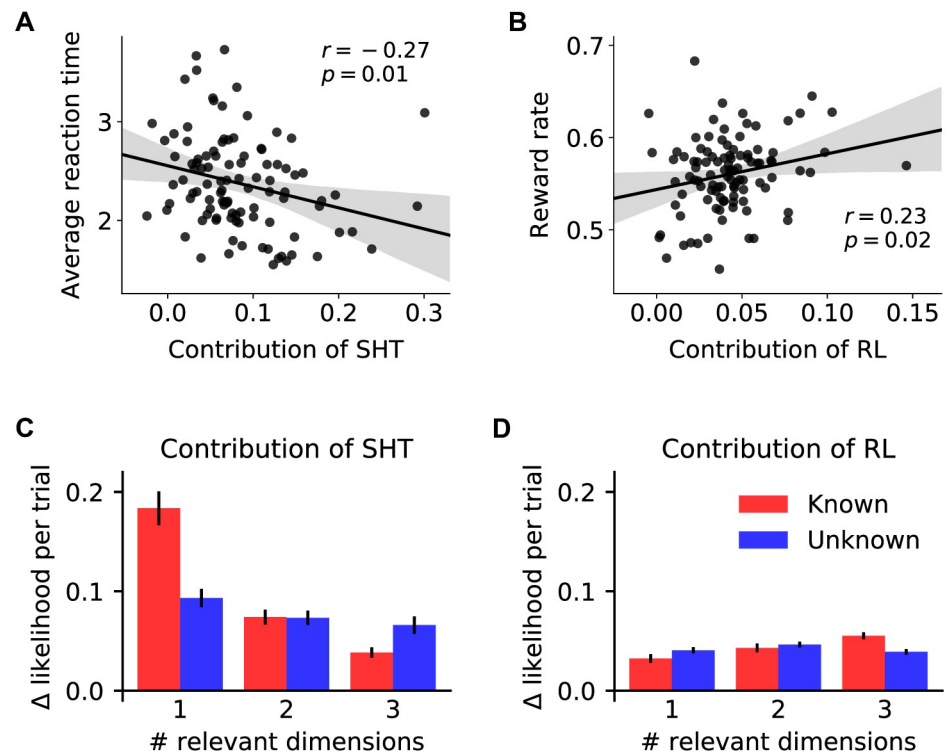 A
Average reaction time
3
2
r = − 0.27
p = 0.01
0.0 0.1 0.2 0.3
Contribution of SHT
B
Reward rate
0.7
0.6
0.5
r = 0.23
p = 0.02
0.00 0.05 0.10 0.15
Contribution of RL
C
Contribution of SHT
Δ likelihood per trial
0.2
0.1
0.0
1 2 3
# relevant dimensions
D
Contribution of RL
Δ likelihood per trial
0.2
0.1
0.0
Known
Unknown
1 2 3
# relevant dimensions